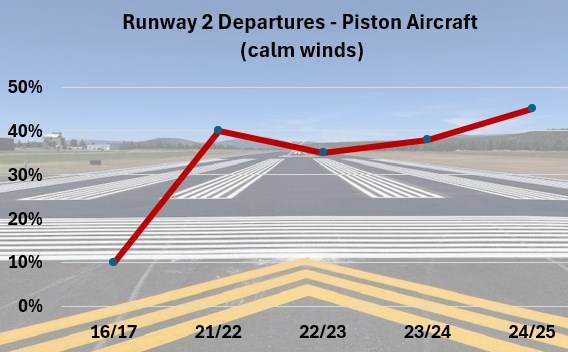 Runway 2 Departures - Piston Aircraft
(calm winds)
50%
40%
30%
20%
10%
0%
16/17 21/22 22/23 23/24 24/25